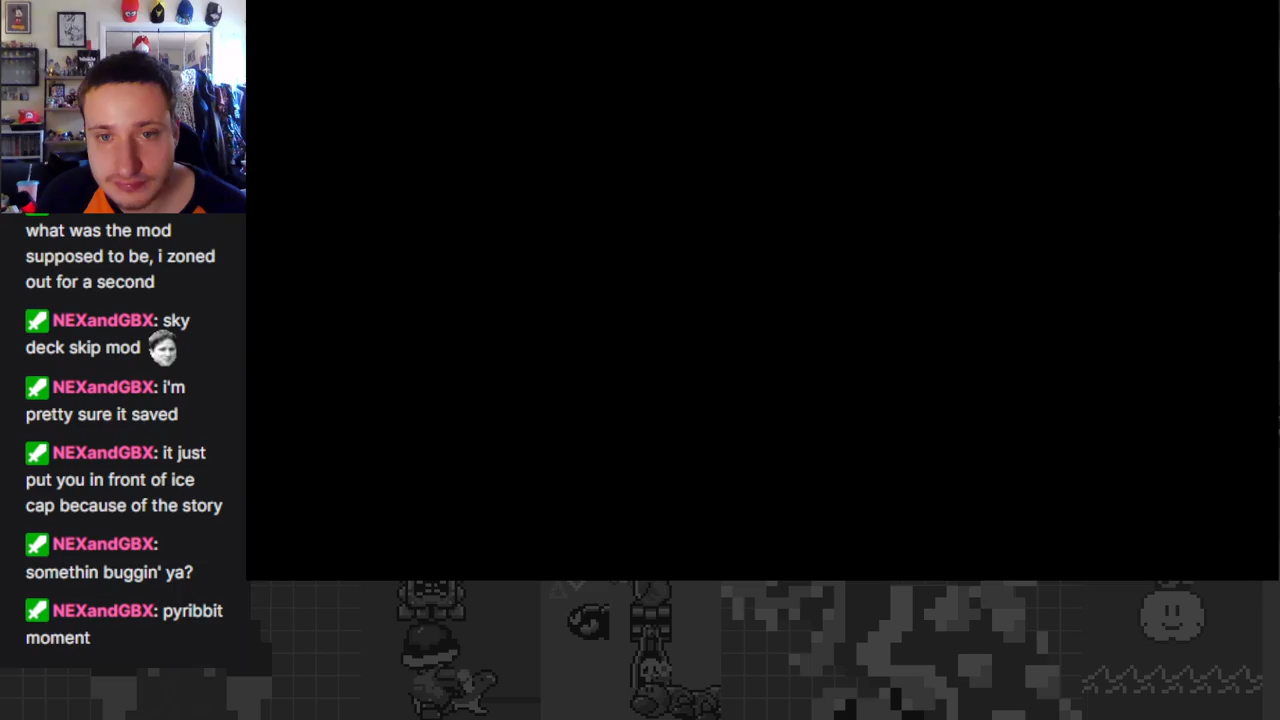 what was the mod
supposed to be, i zoned
out for a second
NEXandGBX: sky
deck skip mod
NEXandGBX: i'm
pretty sure it saved
NEXandGBX: it just
put you in front of ice
cap because of the story
NEXandGBX:
somethin buggin' ya?
NEXandGBX: pyribbit
moment